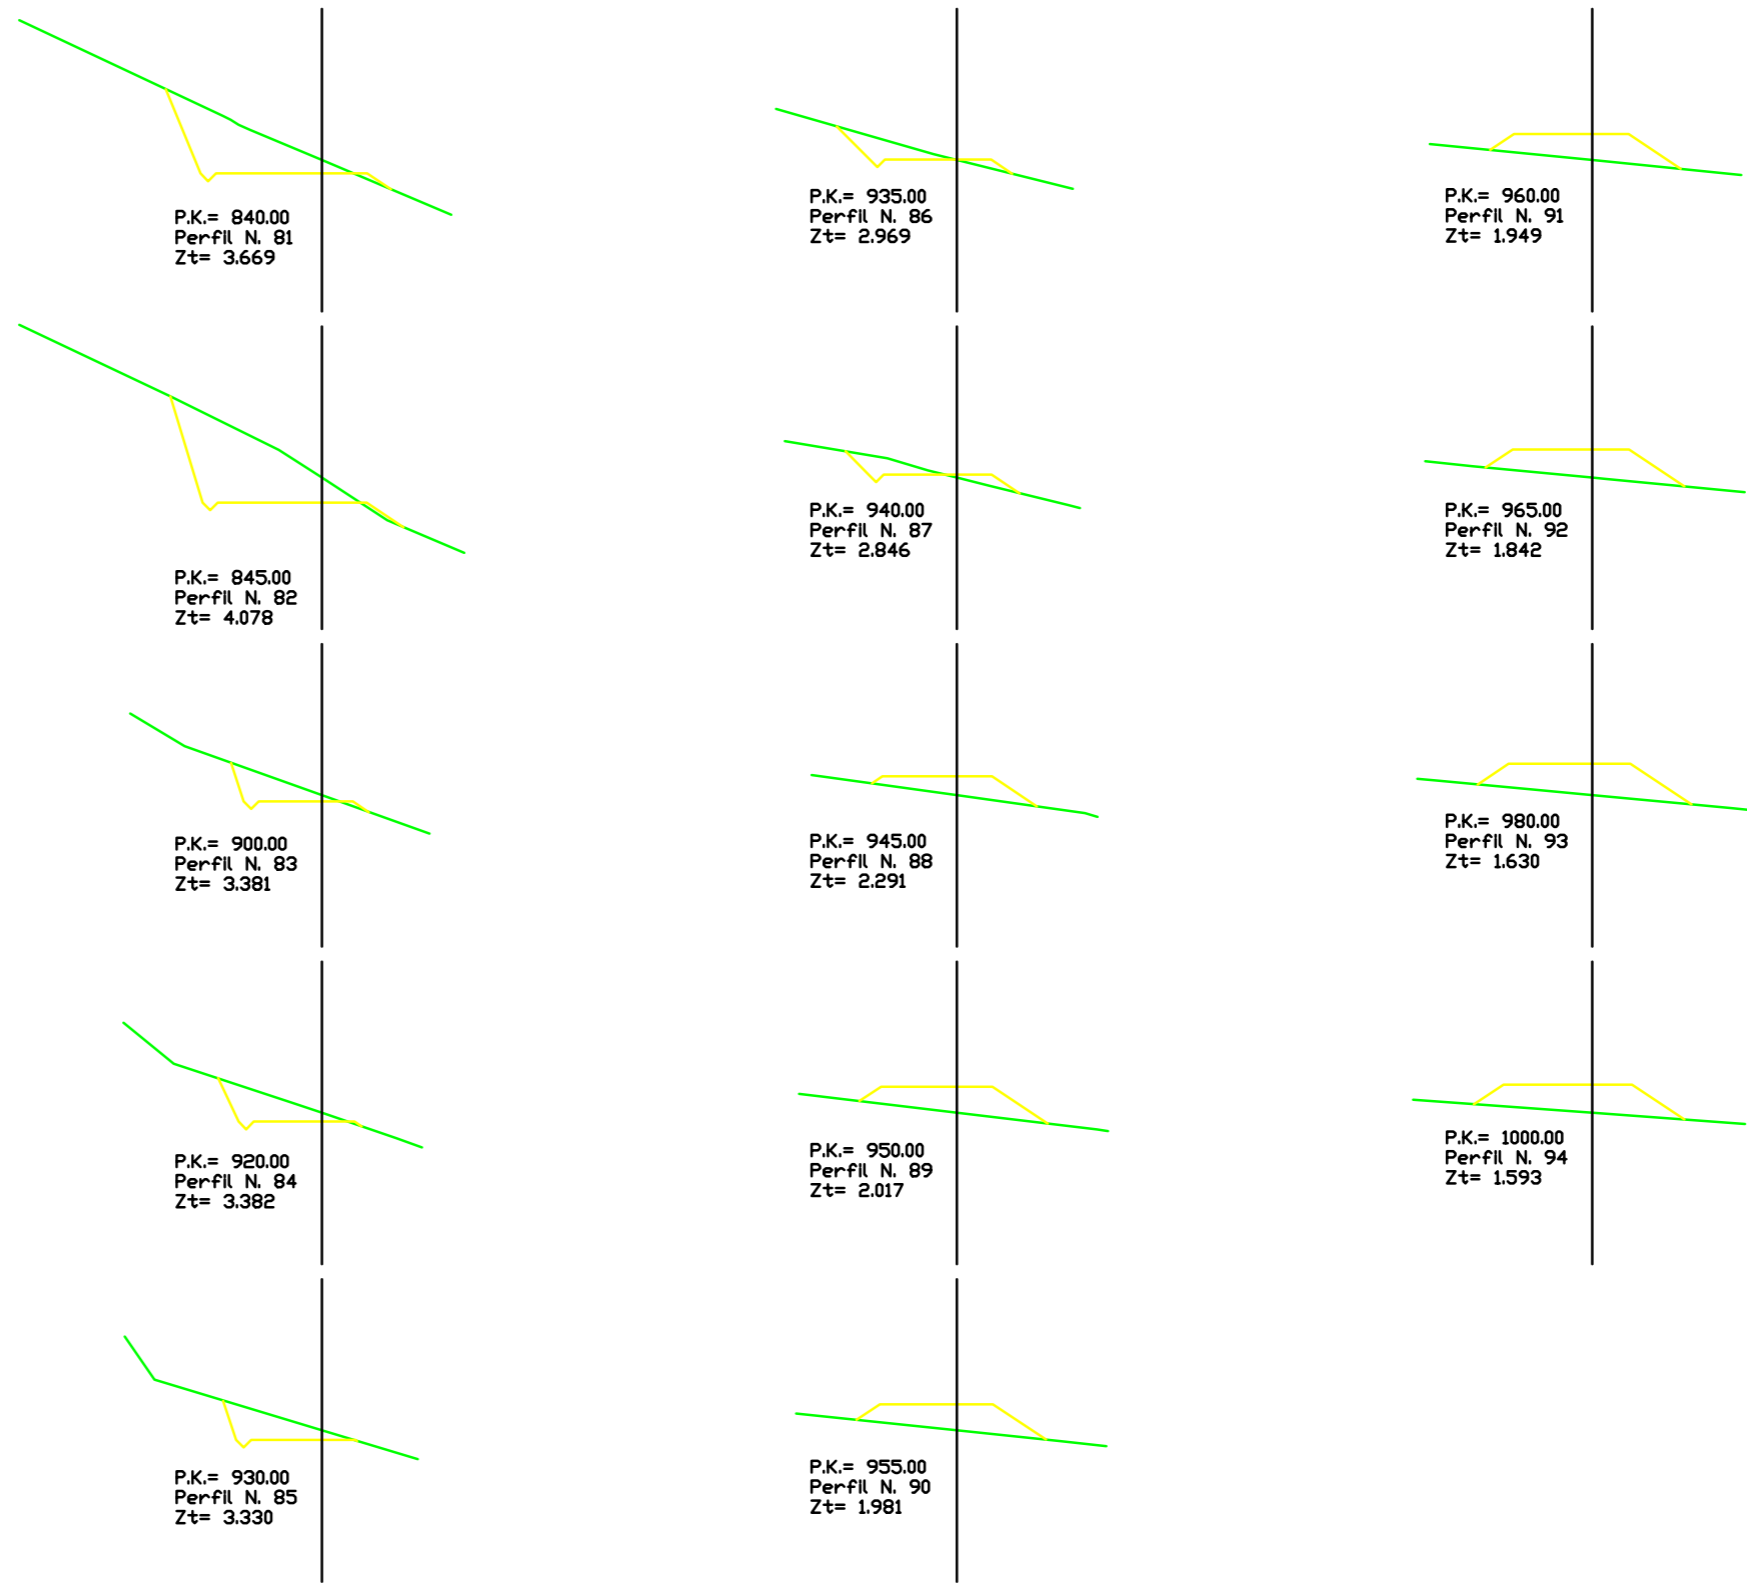 P.K.= 840.00
Perfil N. 81
Zt= 3.669
P.K.= 845.00
Perfil N. 82
Zt= 4.078
P.K.= 900.00
Perfil N. 83
Zt= 3.381
P.K.= 920.00
Perfil N. 84
Zt= 3.382
P.K.= 930.00
Perfil N. 85
Zt= 3.330
P.K.= 935.00
Perfil N. 86
Zt= 2.969
P.K.= 940.00
Perfil N. 87
Zt= 2.846
P.K.= 945.00
Perfil N. 88
Zt= 2.291
P.K.= 950.00
Perfil N. 89
Zt= 2.017
P.K.= 955.00
Perfil N. 90
Zt= 1.981
P.K.= 960.00
Perfil N. 91
Zt= 1.949
P.K.= 965.00
Perfil N. 92
Zt= 1.842
P.K.= 980.00
Perfil N. 93
Zt= 1.630
P.K.= 1000.00
Perfil N. 94
Zt= 1.593